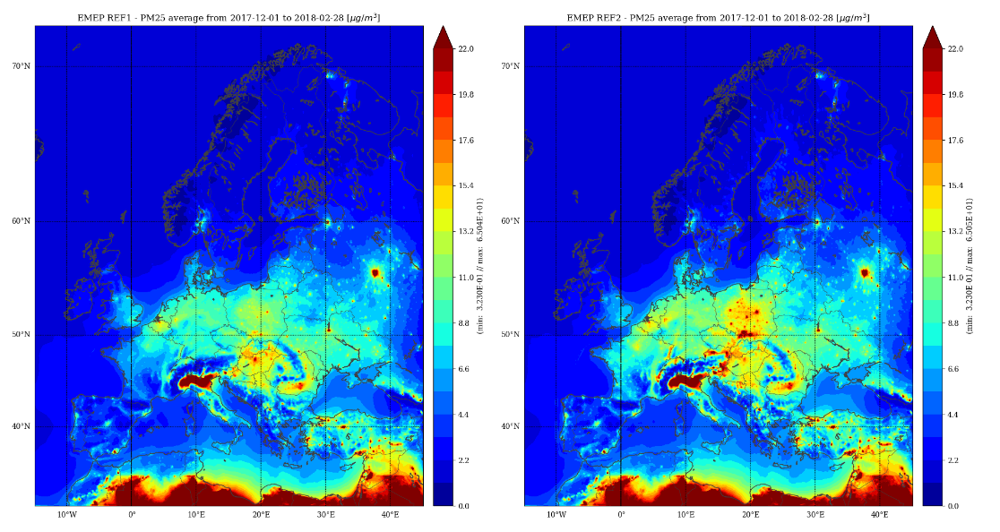 EMEP REF1 - PM25 average from 2017-12-01 to 2018-02-28 [μg/m³]
70°N
60°N
50°N
40°N
10°W 0° 10°E 20°E 30°E 40°E
22.0
19.8
17.6
15.4
13.2
11.0
8.8
6.6
4.4
2.2
0.0
(min: 3.230E-01 // max: 6.504E+01)
EMEP REF2 - PM25 average from 2017-12-01 to 2018-02-28 [μg/m³]
70°N
60°N
50°N
40°N
10°W 0° 10°E 20°E 30°E 40°E
22.0
19.8
17.6
15.4
13.2
11.0
8.8
6.6
4.4
2.2
0.0
(min: 3.230E-01 // max: 6.505E+01)